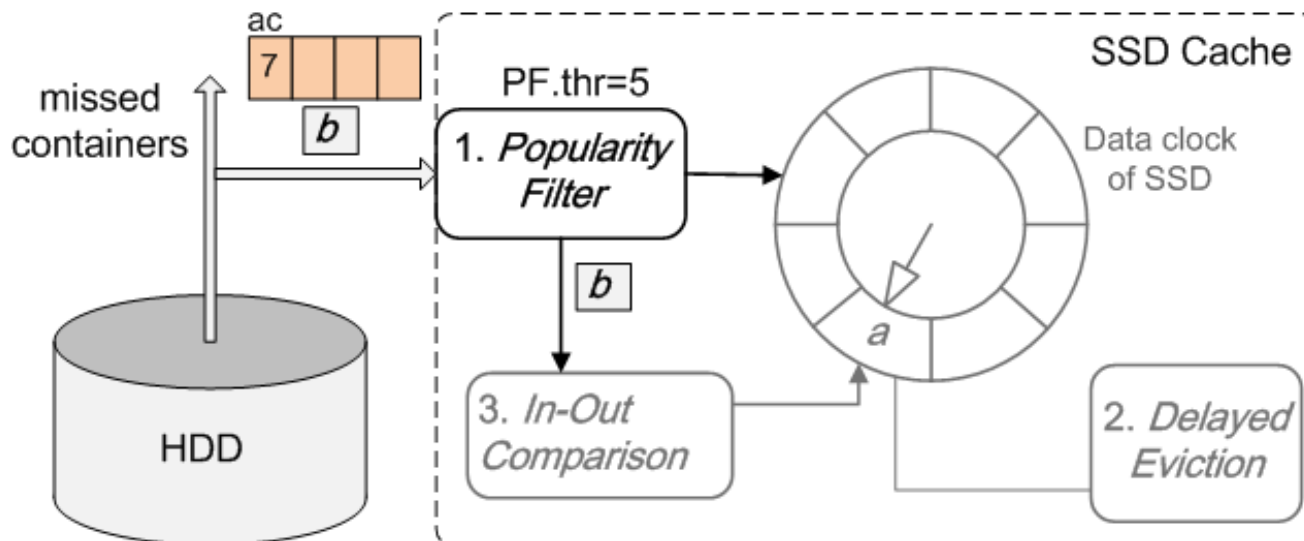 ac
7
b
missed
containers
PF.thr=5
SSD Cache
1. Popularity
Filter
Data clock
of SSD
b
a
3. In-Out
Comparison
2. Delayed
Eviction
HDD